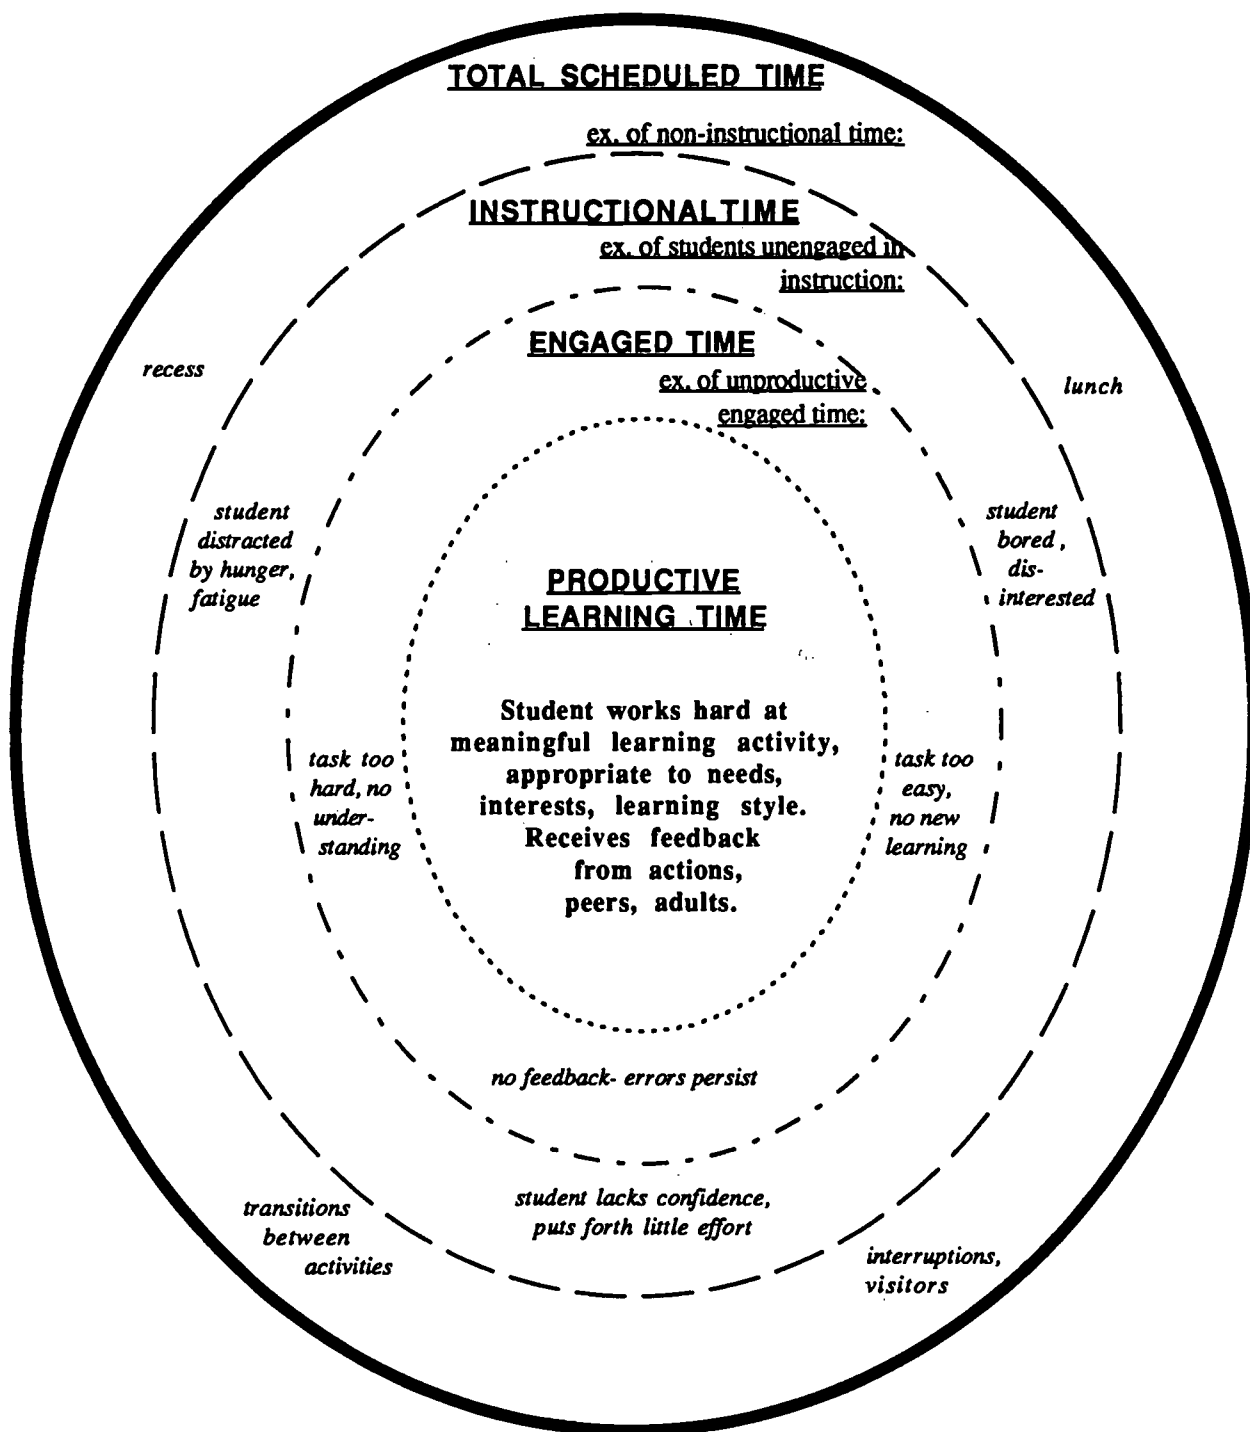 TOTAL SCHEDULED TIME
ex. of non-instructional time:
INSTRUCTIONAL TIME
ex. of students unengaged in
instruction:
ENGAGED TIME
ex. of unproductive
engaged time:
recess
lunch
student
distracted
by hunger,
fatigue
student
bored,
dis-
interested
PRODUCTIVE
LEARNING TIME
Student works hard at
meaningful learning activity,
appropriate to needs,
interests, learning style.
Receives feedback
from actions,
peers, adults.
task too
hard, no
under-
standing
task too
easy,
no new
learning
no feedback- errors persist
student lacks confidence,
puts forth little effort
transitions
between
activities
interruptions,
visitors